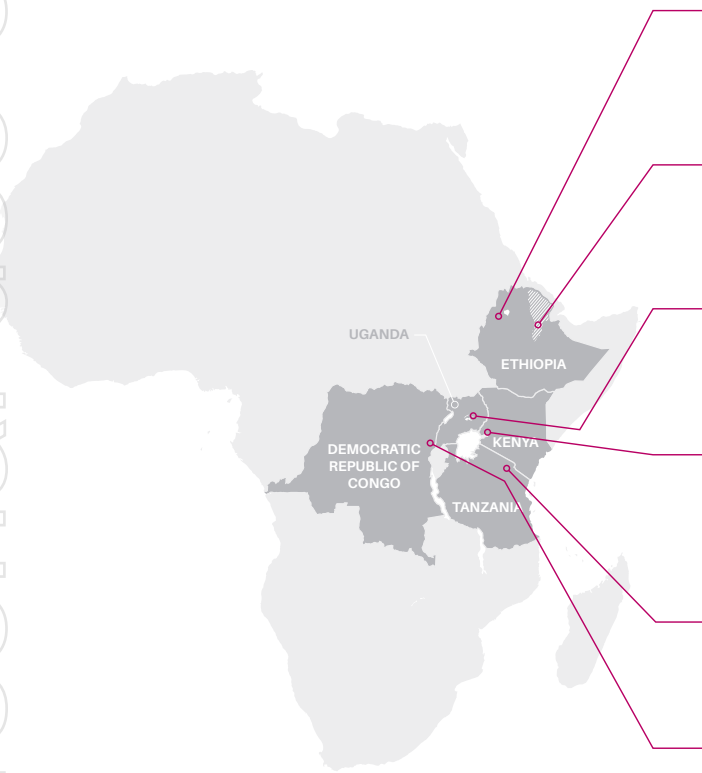 UGANDA
ETHIOPIA
KENYA
DEMOCRATIC
REPUBLIC OF
CONGO
TANZANIA